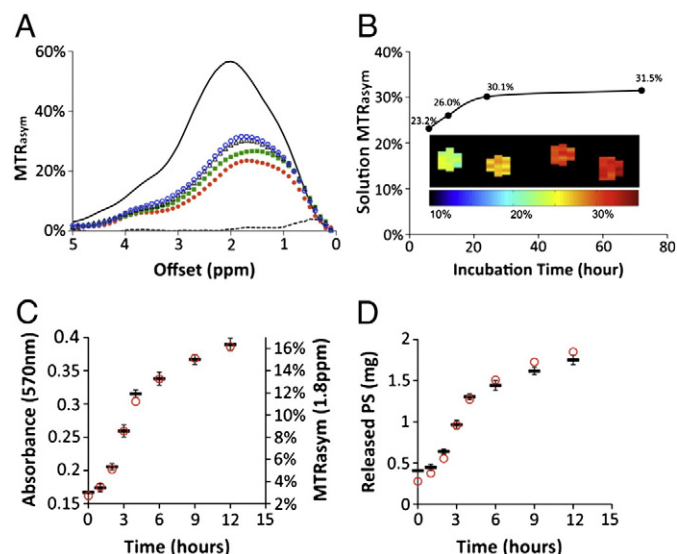 A
60%
40%
20%
0%
MTRasym
5 4 3 2 1 0
Offset (ppm)
B
40%
30%
20%
10%
0%
Solution MTRasym
23.2%
26.0%
30.1%
31.5%
10% 20% 30%
0 20 40 60 80
Incubation Time (hour)
C
0.4
0.35
0.3
0.25
0.2
0.15
Absorbance (570nm)
16%
14%
12%
10%
8%
6%
4%
2%
MTRasym (1.8ppm)
0 3 6 9 12 15
Time (hours)
D
2
1.5
1
0.5
0
Released PS (mg)
0 3 6 9 12 15
Time (hours)